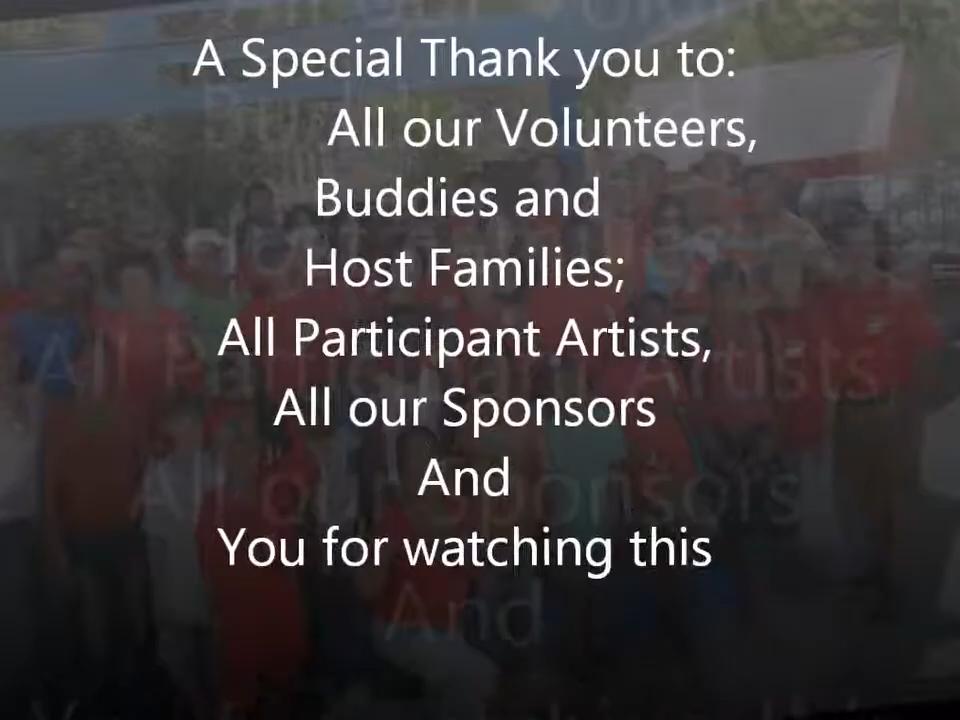 A Special Thank you to:
All our Volunteers,
Buddies and
Host Families;
All Participant Artists,
All our Sponsors
And
You for watching this